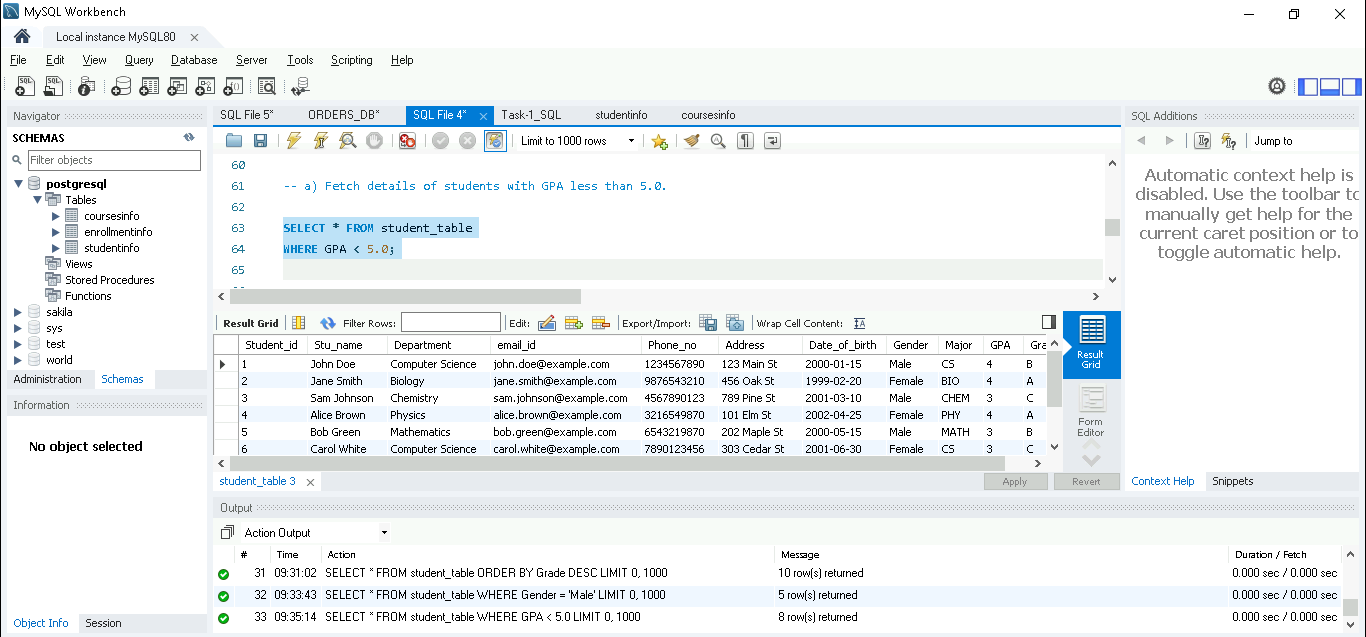 MySQL Workbench
Local instance MySQL80
File Edit View Query Database Server Tools Scripting Help
Navigator
SCHEMAS
Filter objects
postgresql
Tables
coursesinfo
enrollmentinfo
studentinfo
Views
Stored Procedures
Functions
sakila
sys
test
world
Administration Schemas
Information
No object selected
Object Info Session
SQL File 5* ORDERS_DB* SQL File 4* Task-1_SQL studentinfo coursesinfo
Limit to 1000 rows
60
61 -- a) Fetch details of students with GPA less than 5.0.
62
63 SELECT * FROM student_table
64 WHERE GPA < 5.0;
65
Result Grid Filter Rows: Edit: Export/Import: Wrap Cell Content:
Student_id Stu_name Department email_id Phone_no Address Date_of_birth Gender Major GPA Gra
1 John Doe Computer Science john.doe@example.com 1234567890 123 Main St 2000-01-15 Male CS 4 B
2 Jane Smith Biology jane.smith@example.com 9876543210 456 Oak St 1999-02-20 Female BIO 4 A
3 Sam Johnson Chemistry sam.johnson@example.com 4567890123 789 Pine St 2001-03-10 Male CHEM 3 C
4 Alice Brown Physics alice.brown@example.com 3216549870 101 Elm St 2002-04-25 Female PHY 4 A
5 Bob Green Mathematics bob.green@example.com 6543219870 202 Maple St 2000-05-15 Male MATH 3 B
6 Carol White Computer Science carol.white@example.com 7890123456 303 Cedar St 2001-06-30 Female CS 3 C
Result
Grid
Form
Editor
student_table 3 Apply Revert
SQL Additions
Jump to
Automatic context help is
disabled. Use the toolbar to
manually get help for the
current caret position or to
toggle automatic help.
Context Help Snippets
Output
Action Output
# Time Action Message Duration / Fetch
31 09:31:02 SELECT * FROM student_table ORDER BY Grade DESC LIMIT 0, 1000 10 row(s) returned 0.000 sec / 0.000 sec
32 09:33:43 SELECT * FROM student_table WHERE Gender = 'Male' LIMIT 0, 1000 5 row(s) returned 0.000 sec / 0.000 sec
33 09:35:14 SELECT * FROM student_table WHERE GPA < 5.0 LIMIT 0, 1000 8 row(s) returned 0.000 sec / 0.000 sec